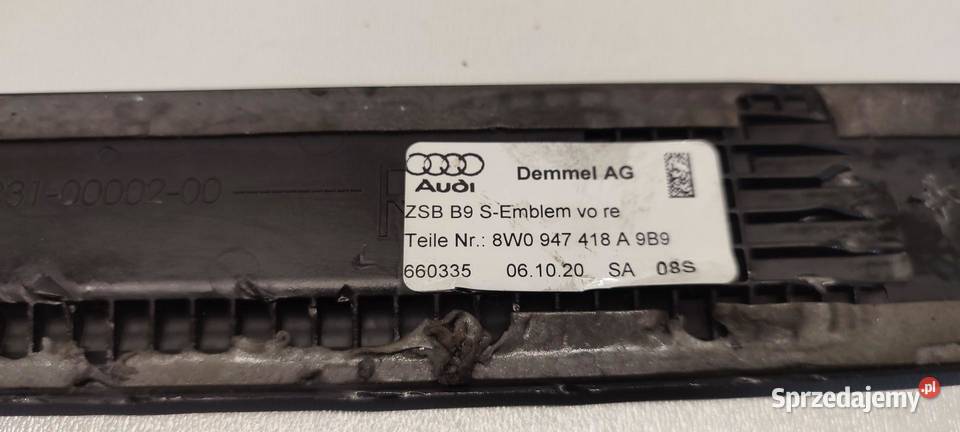 Audi
Demmel AG
ZSB B9 S-Emblem vo re
Teile Nr.: 8W0 947 418 A 9B9
660335 06.10.20 SA 08S
31-00002-00
R
Sprzedajemy.pl